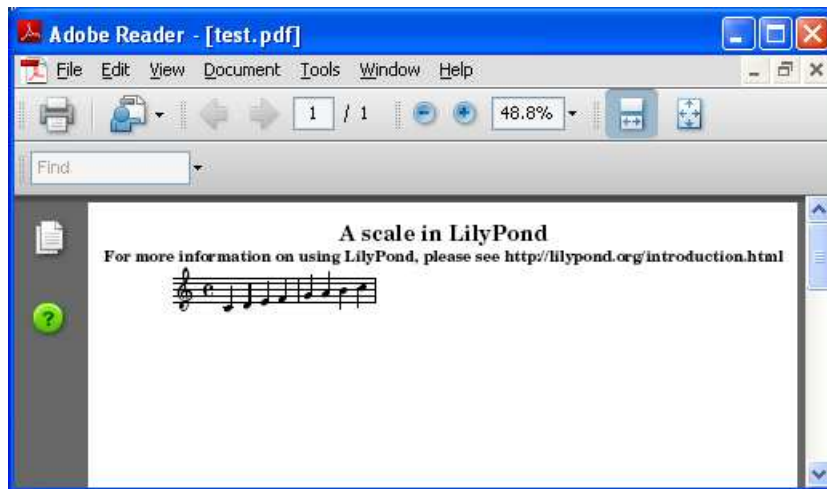 Adobe Reader - [test.pdf]
File Edit View Document Tools Window Help
1 / 1 48.8%
Find
A scale in LilyPond
For more information on using LilyPond, please see http://lilypond.org/introduction.html